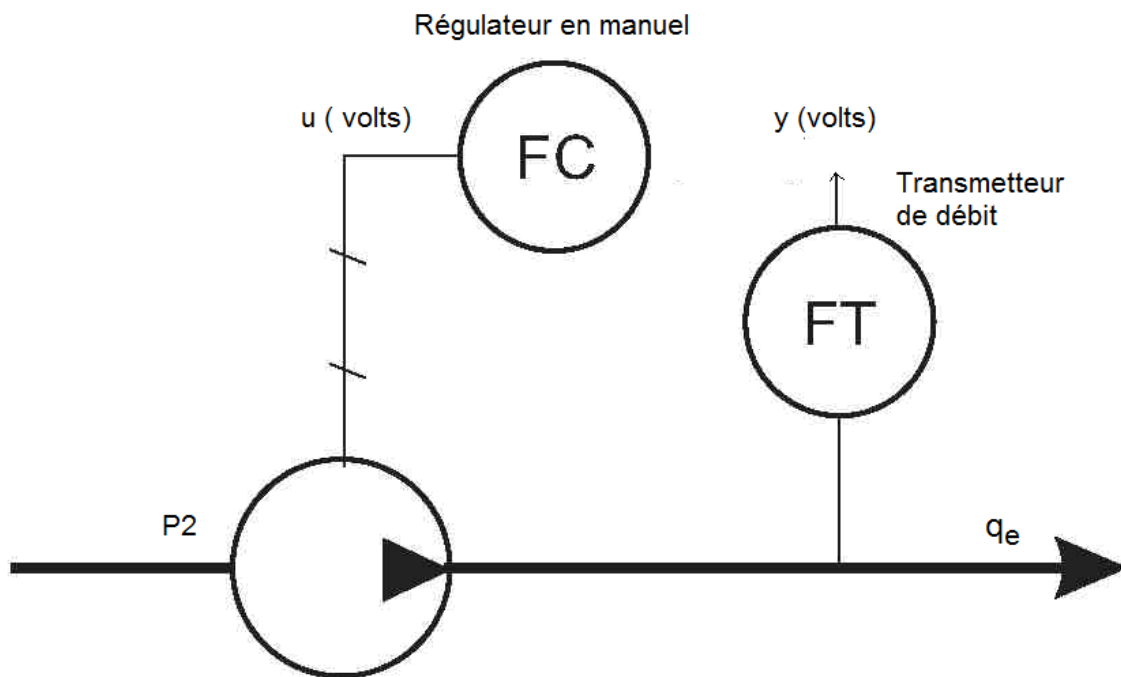 Régulateur en manuel
u ( volts)
FC
y (volts)
Transmetteur
de débit
FT
P2
qe